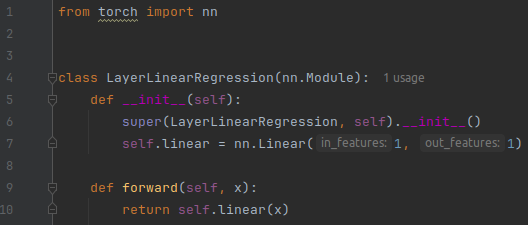 1 from torch import nn
2
3
4 class LayerLinearRegression(nn.Module): 1 usage
5 def __init__(self):
6 super(LayerLinearRegression, self).__init__()
7 self.linear = nn.Linear(in_features: 1, out_features: 1)
8
9 def forward(self, x):
10 return self.linear(x)